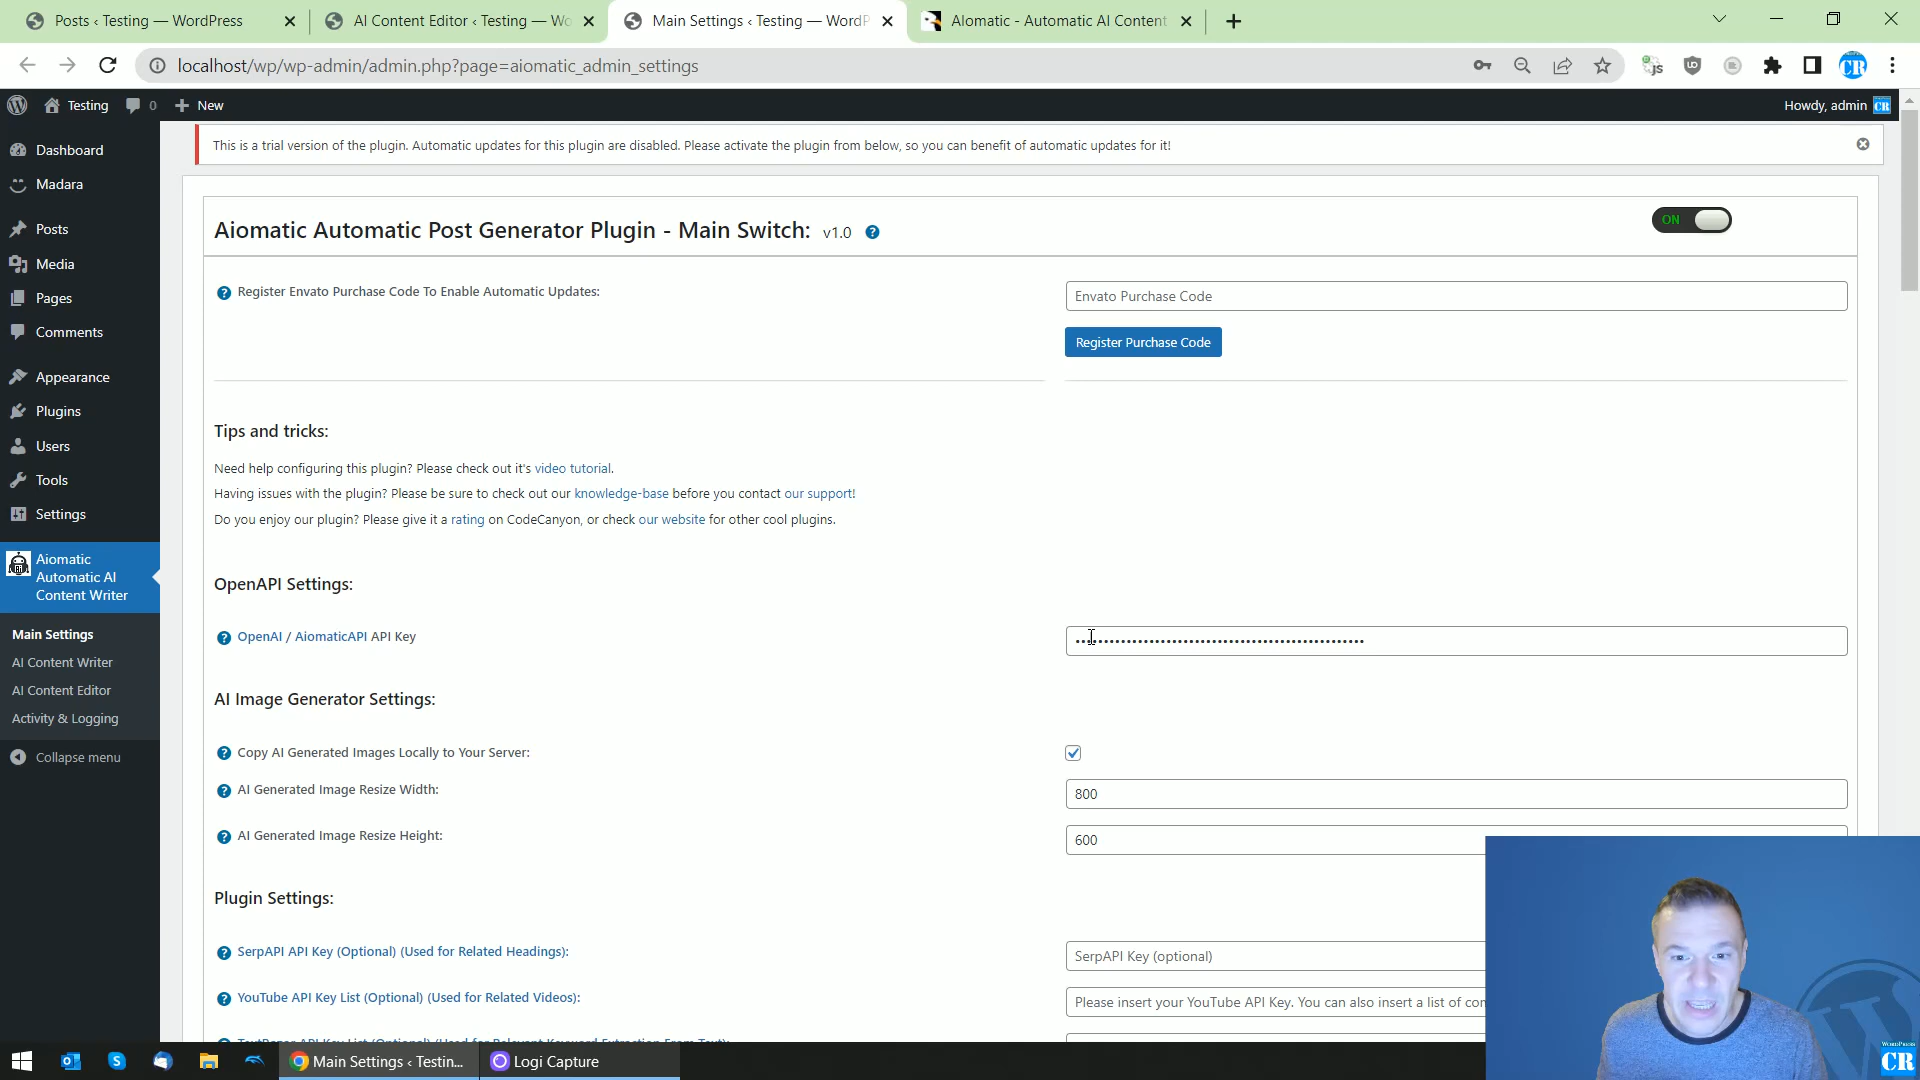 Posts ‹ Testing — WordPress
AI Content Editor ‹ Testing — Wo
Main Settings ‹ Testing — WordP
AIomatic - Automatic AI Content
localhost/wp/wp-admin/admin.php?page=aiomatic_admin_settings
Testing
0
New
Howdy, admin
This is a trial version of the plugin. Automatic updates for this plugin are disabled. Please activate the plugin from below, so you can benefit of automatic updates for it!
Dashboard
Madara
Posts
Media
Pages
Comments
Appearance
Plugins
Users
Tools
Settings
Aiomatic
Automatic AI
Content Writer
Main Settings
AI Content Writer
AI Content Editor
Activity & Logging
Collapse menu
Aiomatic Automatic Post Generator Plugin - Main Switch: v1.0
ON
Register Envato Purchase Code To Enable Automatic Updates:
Envato Purchase Code
Register Purchase Code
Tips and tricks:
Need help configuring this plugin? Please check out it's video tutorial.
Having issues with the plugin? Please be sure to check out our knowledge-base before you contact our support!
Do you enjoy our plugin? Please give it a rating on CodeCanyon, or check our website for other cool plugins.
OpenAPI Settings:
OpenAI / AiomaticAPI API Key
AI Image Generator Settings:
Copy AI Generated Images Locally to Your Server:
AI Generated Image Resize Width:
800
AI Generated Image Resize Height:
600
Plugin Settings:
SerpAPI API Key (Optional) (Used for Related Headings):
SerpAPI Key (optional)
YouTube API Key List (Optional) (Used for Related Videos):
Please insert your YouTube API Key. You can also insert a list of con
Main Settings ‹ Testin...
Logi Capture
WORDPRESS
CR